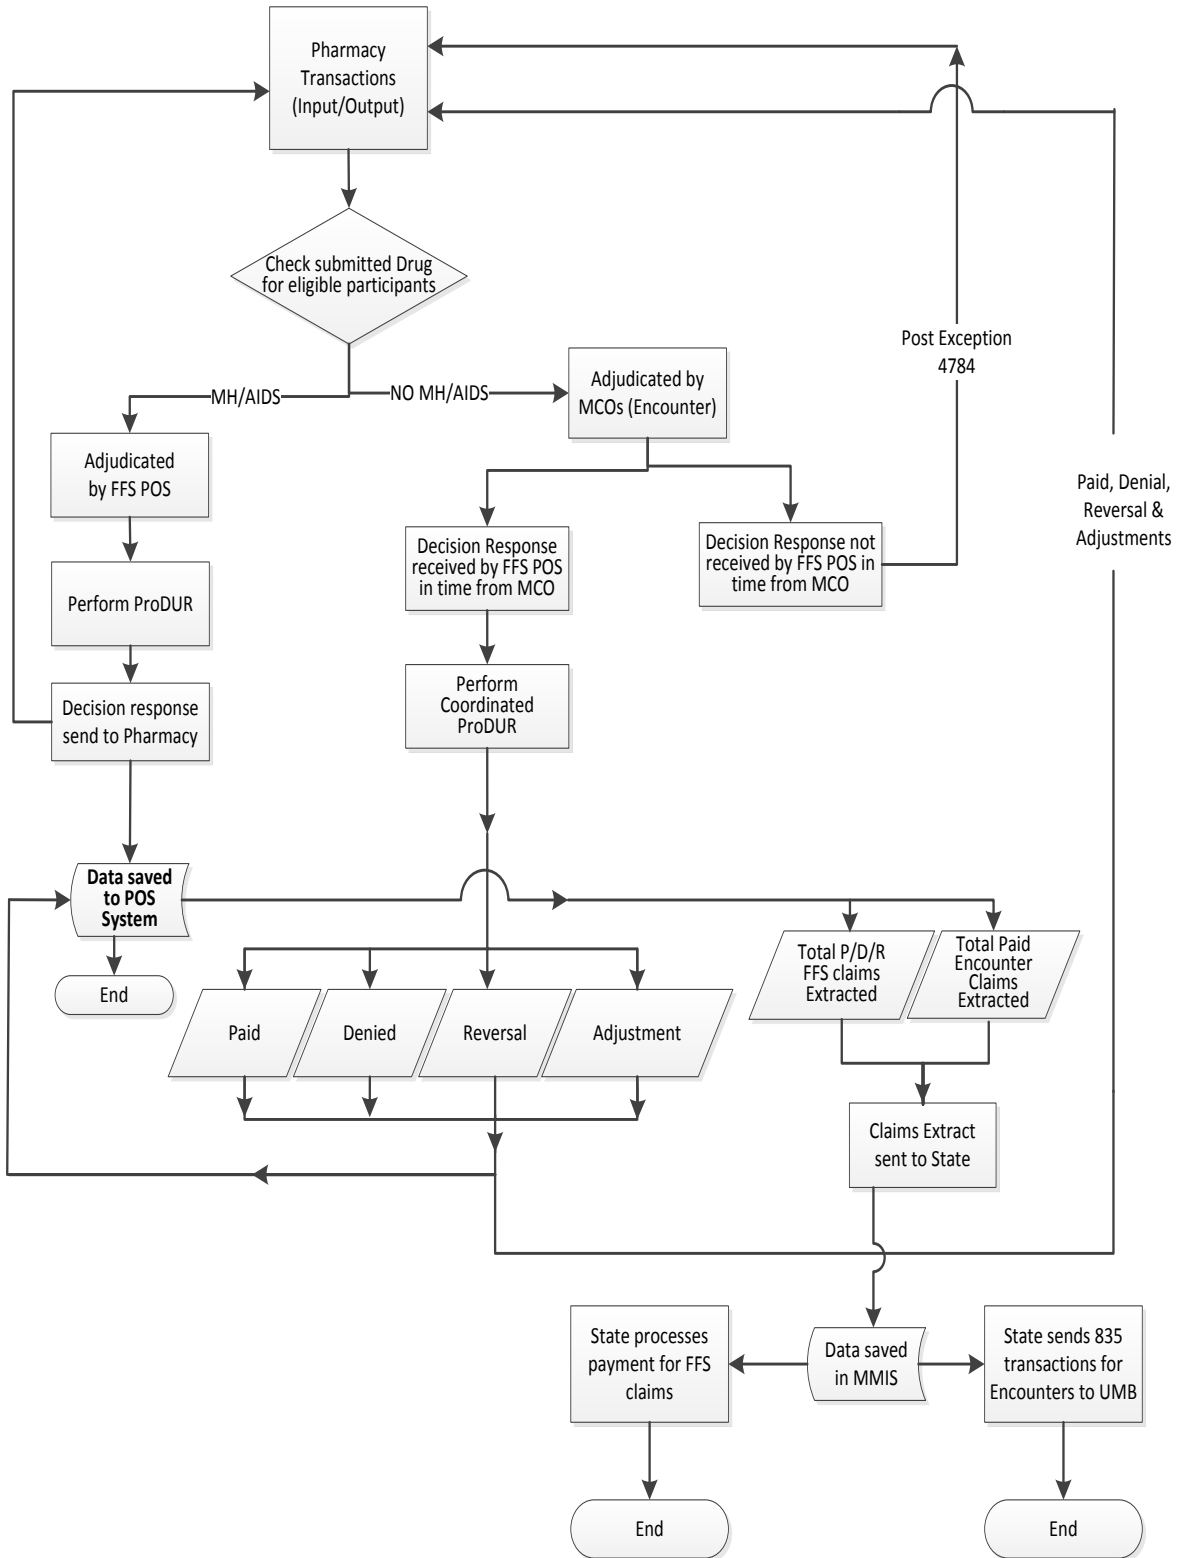 Pharmacy
Transactions
(Input/Output)
Check submitted Drug
for eligible participants
Post Exception
4784
MH/AIDS
NO MH/AIDS
Adjudicated by
MCOs (Encounter)
Adjudicated
by FFS POS
Paid, Denial,
Reversal &
Adjustments
Decision Response
received by FFS POS
in time from MCO
Decision Response not
received by FFS POS in
time from MCO
Perform ProDUR
Perform
Coordinated
ProDUR
Decision response
send to Pharmacy
Data saved
to POS
System
End
Total P/D/R
FFS claims
Extracted
Total Paid
Encounter
Claims
Extracted
Paid
Denied
Reversal
Adjustment
Claims Extract
sent to State
State processes
payment for FFS
claims
Data saved
in MMIS
State sends 835
transactions for
Encounters to UMB
End
End